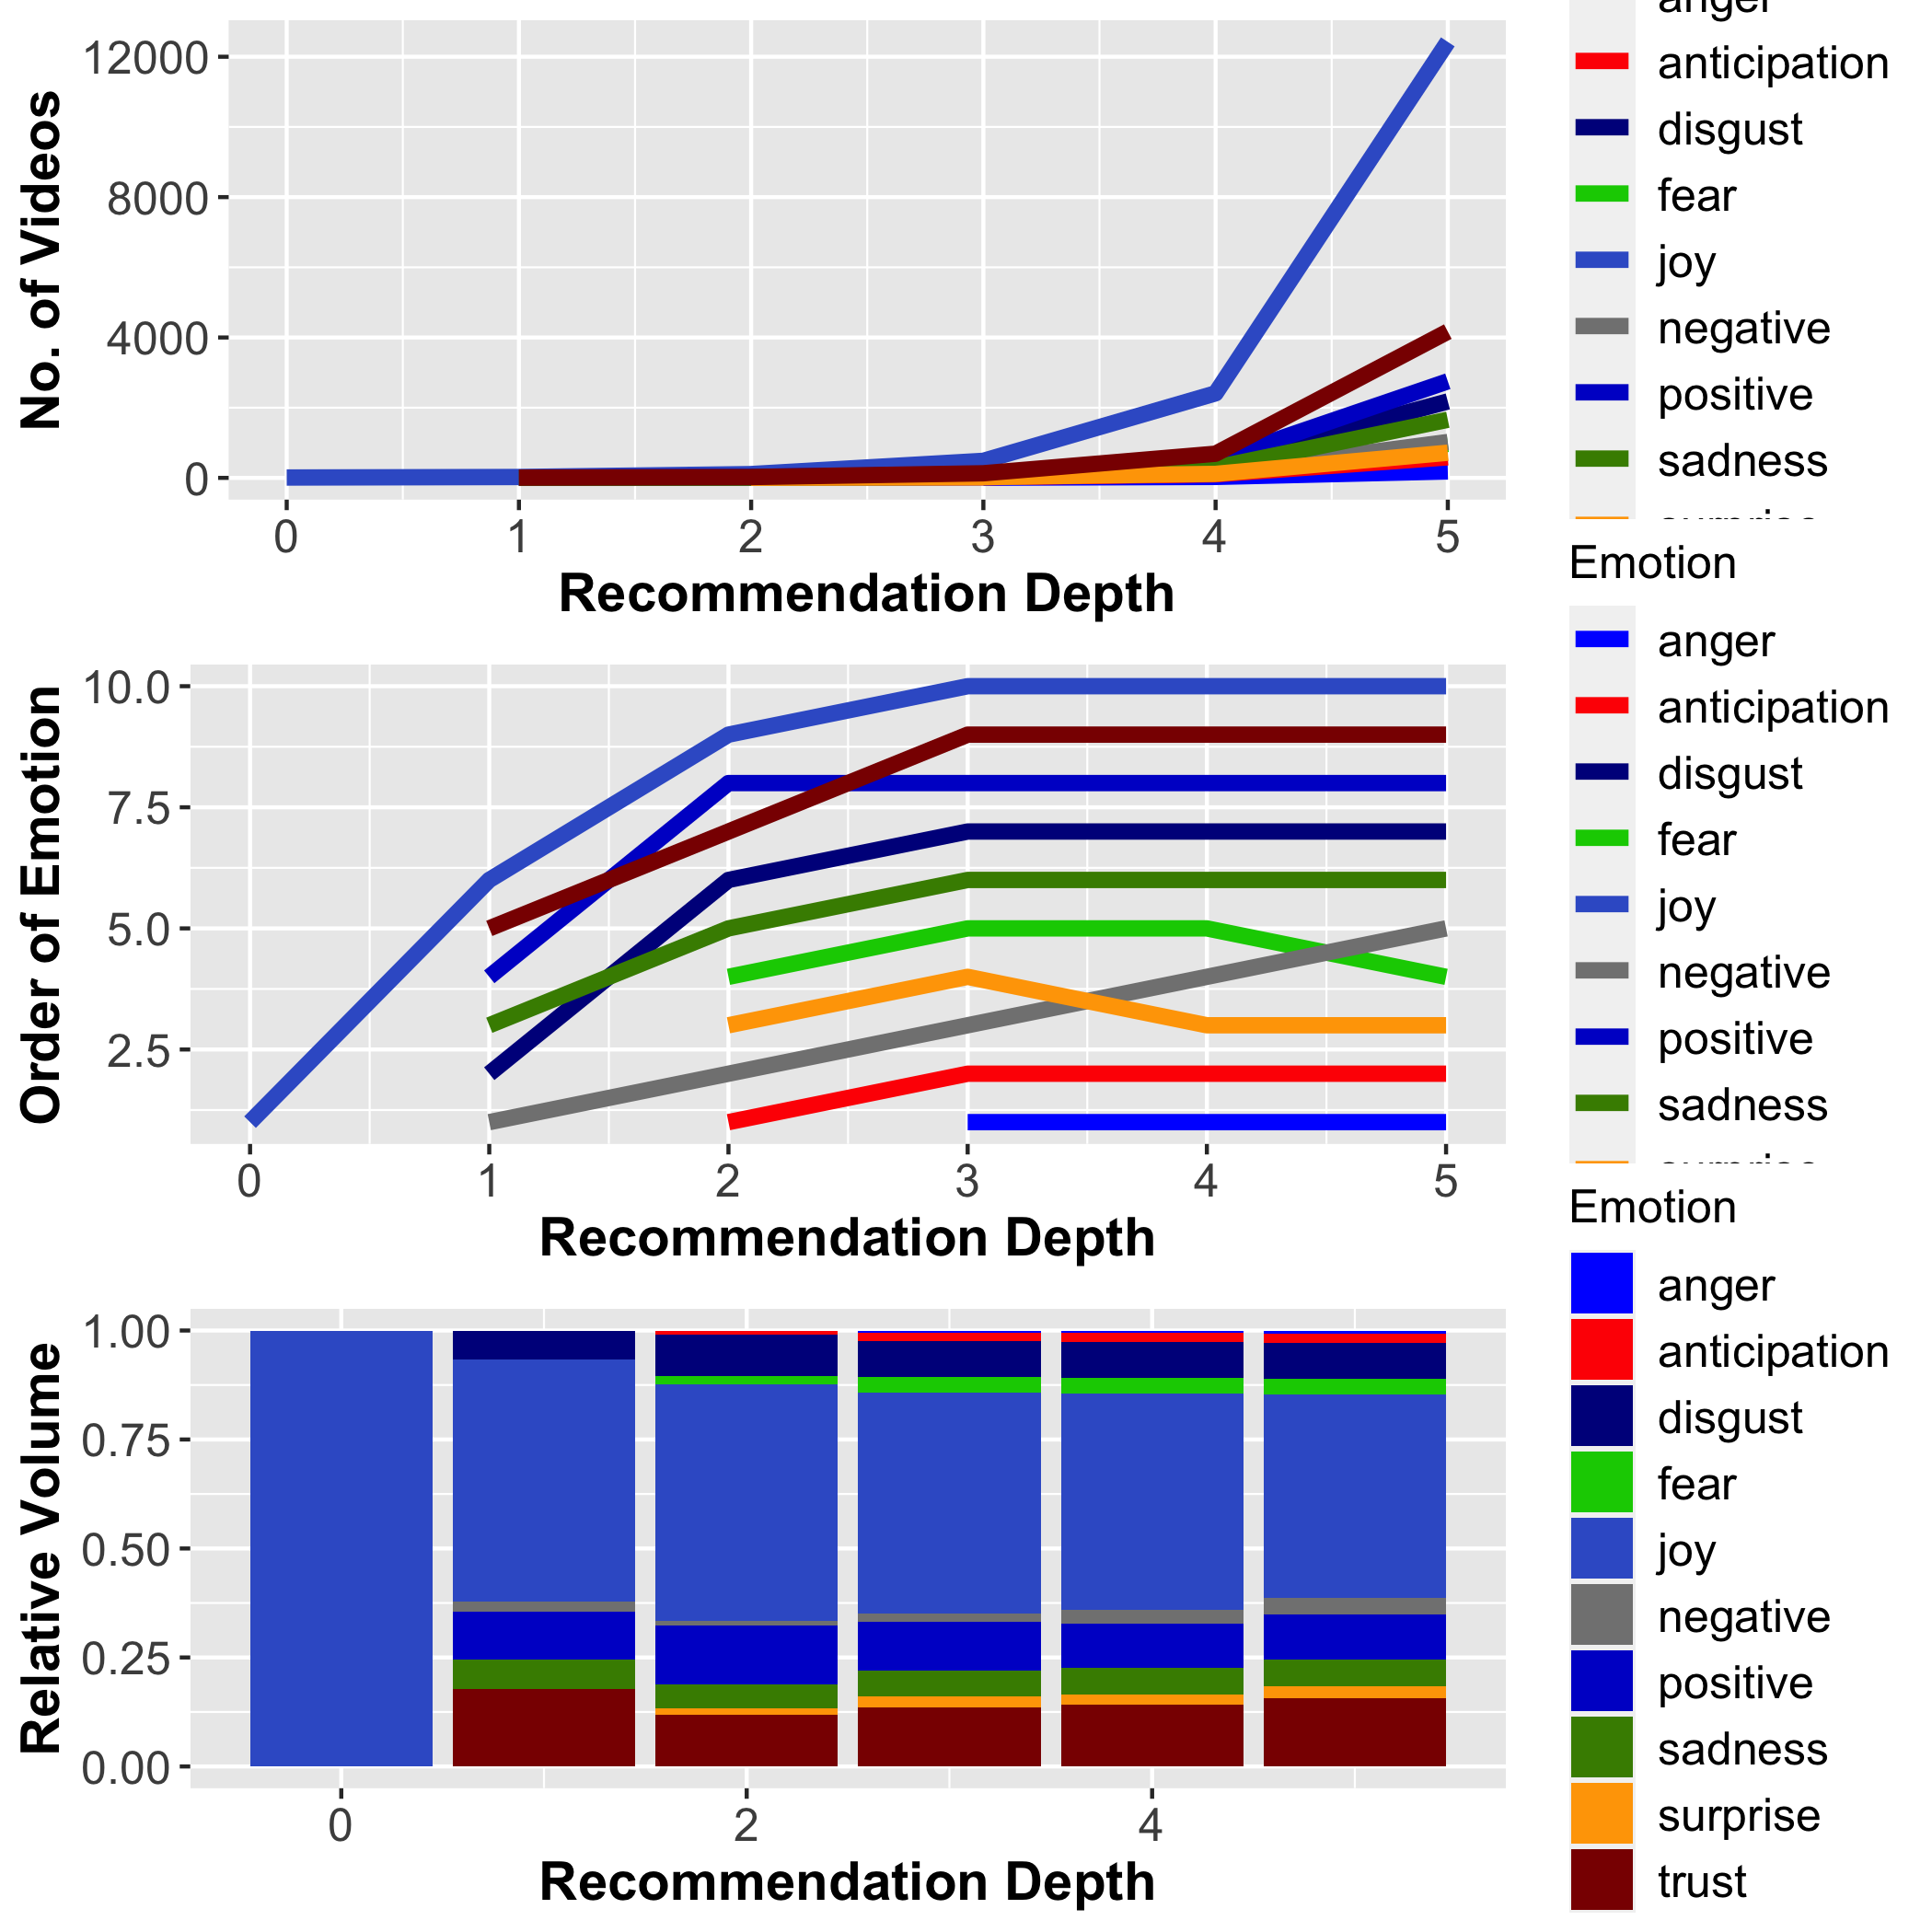 12000
8000
4000
0
No. of Videos
0 1 2 3 4 5
Recommendation Depth
anger
anticipation
disgust
fear
joy
negative
positive
sadness
surprise
10.0
7.5
5.0
2.5
Order of Emotion
0 1 2 3 4 5
Recommendation Depth
Emotion
anger
anticipation
disgust
fear
joy
negative
positive
sadness
surprise
1.00
0.75
0.50
0.25
0.00
Relative Volume
0 2 4
Recommendation Depth
Emotion
anger
anticipation
disgust
fear
joy
negative
positive
sadness
surprise
trust